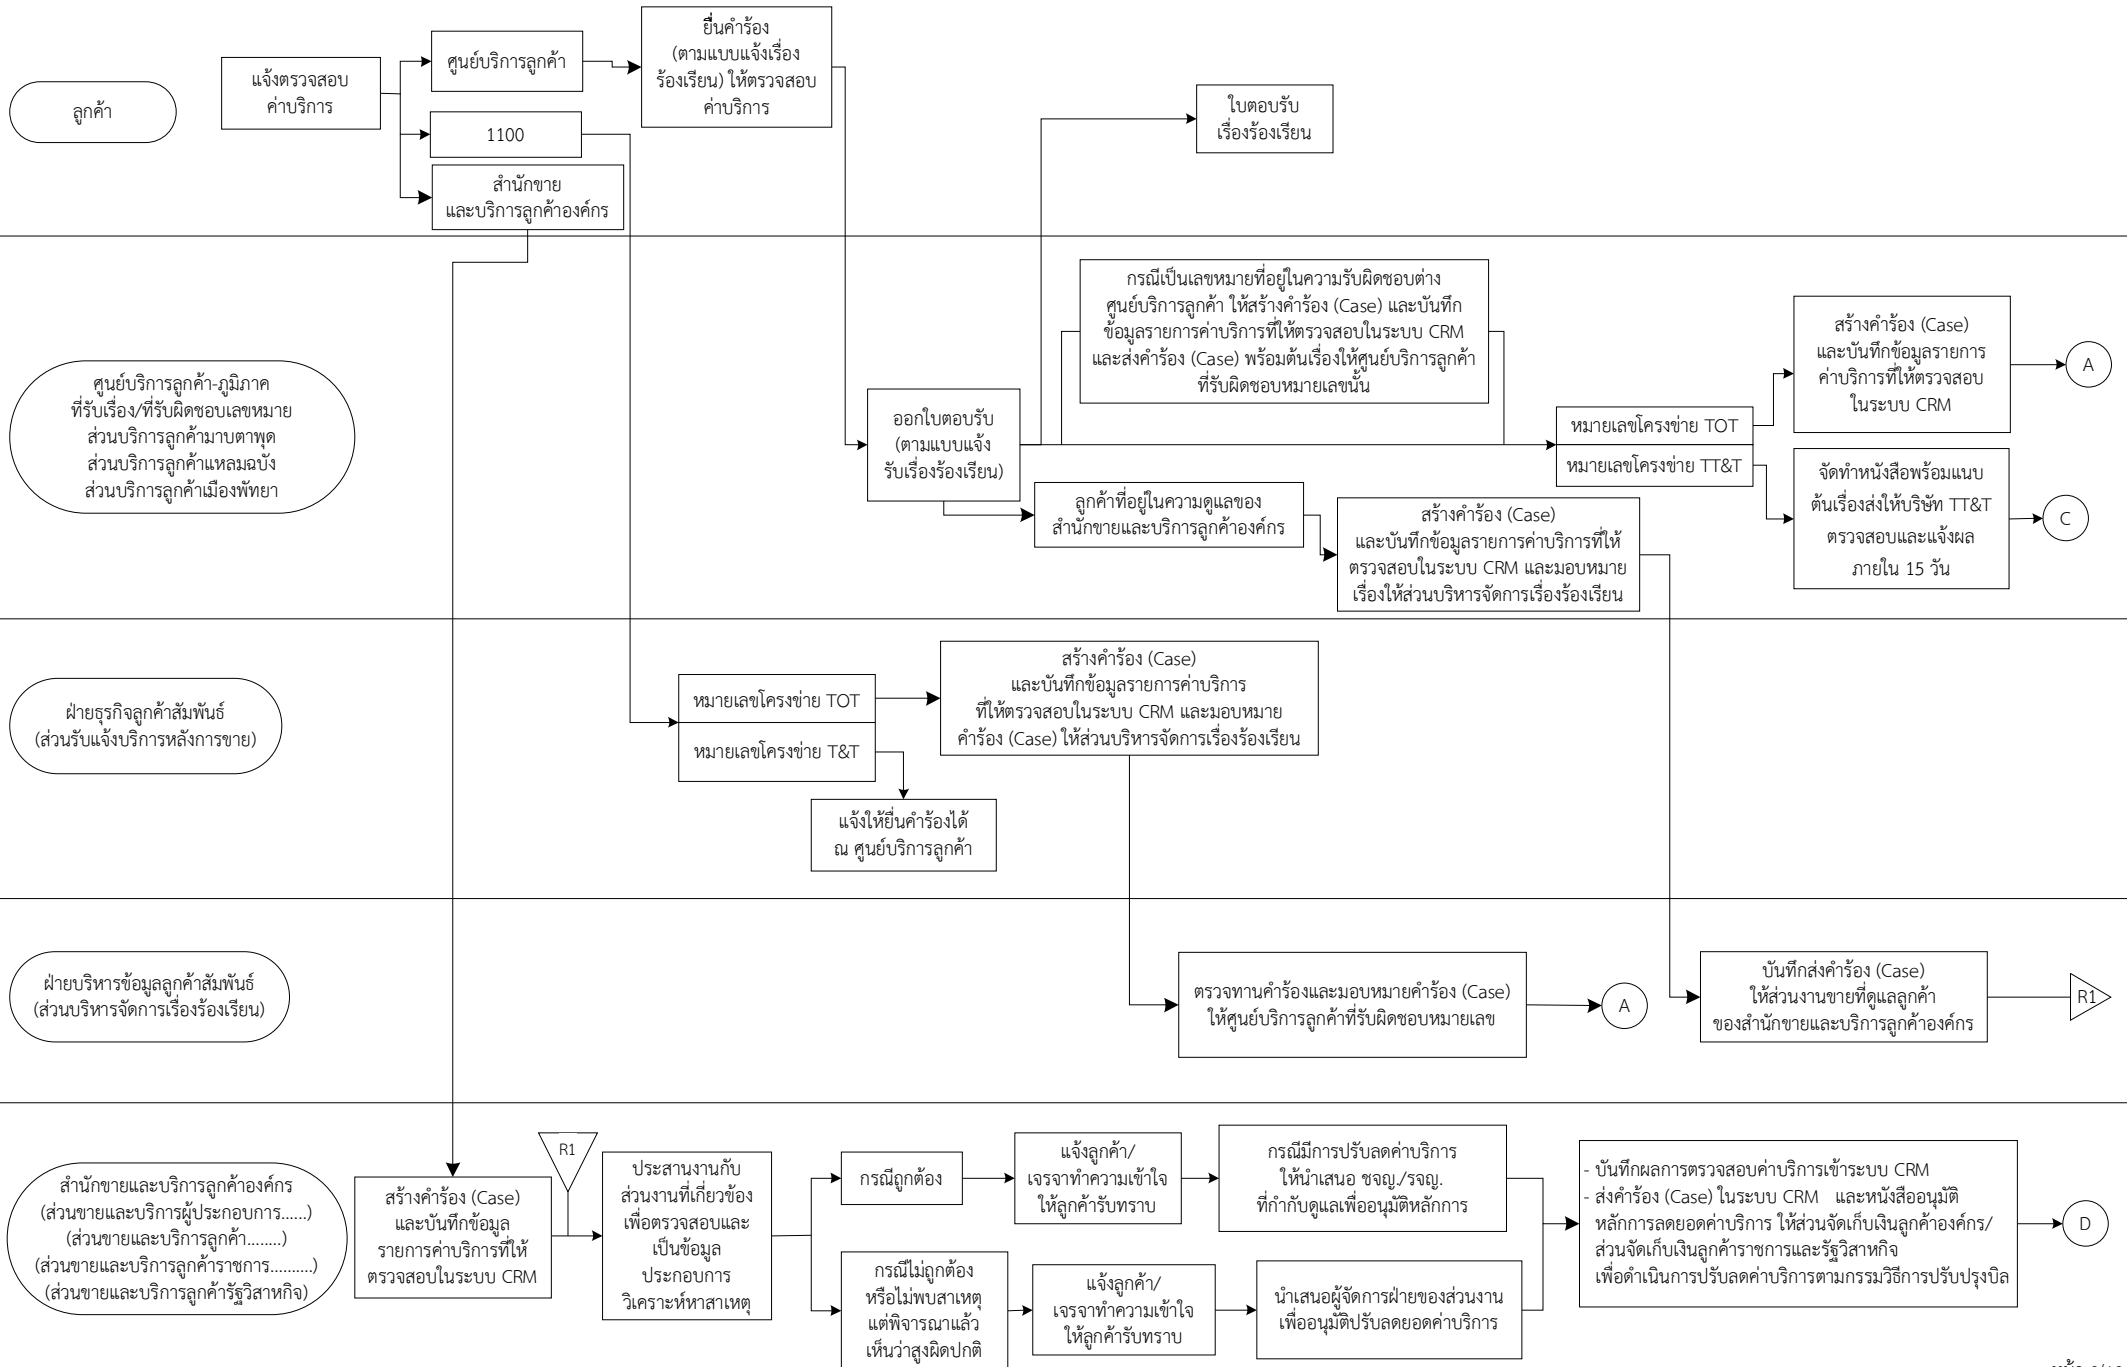 ลูกค้า
แจ้งตรวจสอบ
ค่าบริการ
ศูนย์บริการลูกค้า
1100
สำนักขาย
และบริการลูกค้าองค์กร
ยื่นคำร้อง
(ตามแบบแจ้งเรื่อง
ร้องเรียน) ให้ตรวจสอบ
ค่าบริการ
ใบตอบรับ
เรื่องร้องเรียน
ศูนย์บริการลูกค้า-ภูมิภาค
ที่รับเรื่อง/ที่รับผิดชอบเลขหมาย
ส่วนบริการลูกค้ามาบตาพุด
ส่วนบริการลูกค้าแหลมฉบัง
ส่วนบริการลูกค้าเมืองพัทยา
ออกใบตอบรับ
(ตามแบบแจ้ง
รับเรื่องร้องเรียน)
กรณีเป็นเลขหมายที่อยู่ในความรับผิดชอบต่าง
ศูนย์บริการลูกค้า ให้สร้างคำร้อง (Case) และบันทึก
ข้อมูลรายการค่าบริการที่ให้ตรวจสอบในระบบ CRM
และส่งคำร้อง (Case) พร้อมต้นเรื่องให้ศูนย์บริการลูกค้า
ที่รับผิดชอบหมายเลขนั้น
ลูกค้าที่อยู่ในความดูแลของ
สำนักขายและบริการลูกค้าองค์กร
สร้างคำร้อง (Case)
และบันทึกข้อมูลรายการค่าบริการที่ให้
ตรวจสอบในระบบ CRM และมอบหมาย
เรื่องให้ส่วนบริหารจัดการเรื่องร้องเรียน
หมายเลขโครงข่าย TOT
หมายเลขโครงข่าย TT&T
สร้างคำร้อง (Case)
และบันทึกข้อมูลรายการ
ค่าบริการที่ให้ตรวจสอบ
ในระบบ CRM
A
จัดทำหนังสือพร้อมแนบ
ต้นเรื่องส่งให้บริษัท TT&T
ตรวจสอบและแจ้งผล
ภายใน 15 วัน
C
ฝ่ายธุรกิจลูกค้าสัมพันธ์
(ส่วนรับแจ้งบริการหลังการขาย)
หมายเลขโครงข่าย TOT
หมายเลขโครงข่าย T&T
สร้างคำร้อง (Case)
และบันทึกข้อมูลรายการค่าบริการ
ที่ให้ตรวจสอบในระบบ CRM และมอบหมาย
คำร้อง (Case) ให้ส่วนบริหารจัดการเรื่องร้องเรียน
แจ้งให้ยื่นคำร้องได้
ณ ศูนย์บริการลูกค้า
ฝ่ายบริหารข้อมูลลูกค้าสัมพันธ์
(ส่วนบริหารจัดการเรื่องร้องเรียน)
ตรวจทานคำร้องและมอบหมายคำร้อง (Case)
ให้ศูนย์บริการลูกค้าที่รับผิดชอบหมายเลข
A
บันทึกส่งคำร้อง (Case)
ให้ส่วนงานขายที่ดูแลลูกค้า
ของสำนักขายและบริการลูกค้าองค์กร
R1
สำนักขายและบริการลูกค้าองค์กร
(ส่วนขายและบริการผู้ประกอบการ......)
(ส่วนขายและบริการลูกค้า........)
(ส่วนขายและบริการลูกค้าราชการ..........)
(ส่วนขายและบริการลูกค้ารัฐวิสาหกิจ)
สร้างคำร้อง (Case)
และบันทึกข้อมูล
รายการค่าบริการที่ให้
ตรวจสอบในระบบ CRM
R1
ประสานงานกับ
ส่วนงานที่เกี่ยวข้อง
เพื่อตรวจสอบและ
เป็นข้อมูล
ประกอบการ
วิเคราะห์หาสาเหตุ
กรณีถูกต้อง
แจ้งลูกค้า/
เจรจาทำความเข้าใจ
ให้ลูกค้ารับทราบ
กรณีมีการปรับลดค่าบริการ
ให้นำเสนอ ชจญ./รจญ.
ที่กำกับดูแลเพื่ออนุมัติหลักการ
กรณีไม่ถูกต้อง
หรือไม่พบสาเหตุ
แต่พิจารณาแล้ว
เห็นว่าสูงผิดปกติ
แจ้งลูกค้า/
เจรจาทำความเข้าใจ
ให้ลูกค้ารับทราบ
นำเสนอผู้จัดการฝ่ายของส่วนงาน
เพื่ออนุมัติปรับลดยอดค่าบริการ
- บันทึกผลการตรวจสอบค่าบริการเข้าระบบ CRM
- ส่งคำร้อง (Case) ในระบบ CRM และหนังสืออนุมัติ
หลักการลดยอดค่าบริการ ให้ส่วนจัดเก็บเงินลูกค้าองค์กร/
ส่วนจัดเก็บเงินลูกค้าราชการและรัฐวิสาหกิจ
เพื่อดำเนินการปรับลดค่าบริการตามกรรมวิธีการปรับปรุงบิล
D